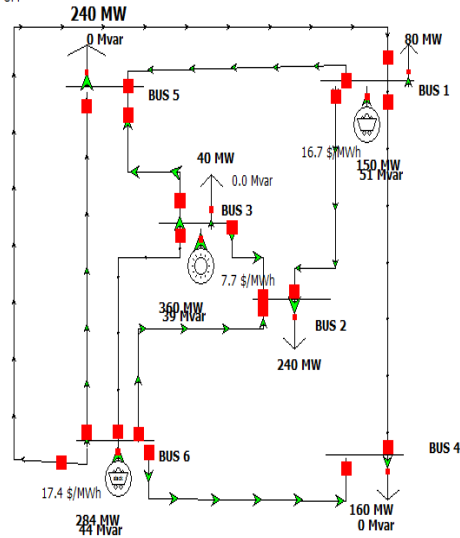 240 MW
0 Mvar
80 MW
BUS 5
BUS 1
16.7 $/MWh
150 MW
51 Mvar
40 MW
0.0 Mvar
BUS 3
7.7 $/MWh
360 MW
39 Mvar
BUS 2
240 MW
BUS 4
BUS 6
17.4 $/MWh
160 MW
0 Mvar
284 MW
44 Mvar